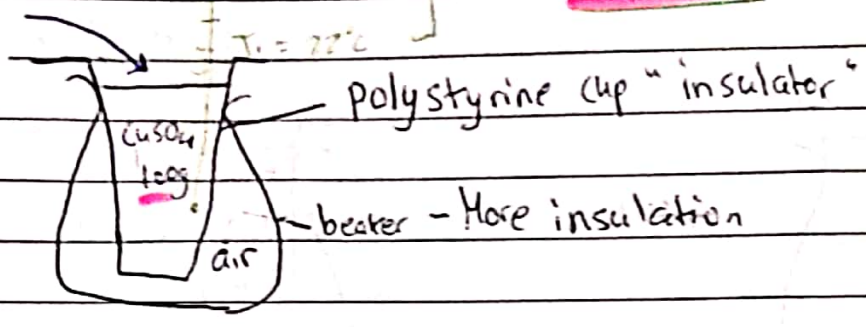 T₁ = 22°C
polystyrine cup "insulator"
CuSO4
100g
beaker - More insulation
air